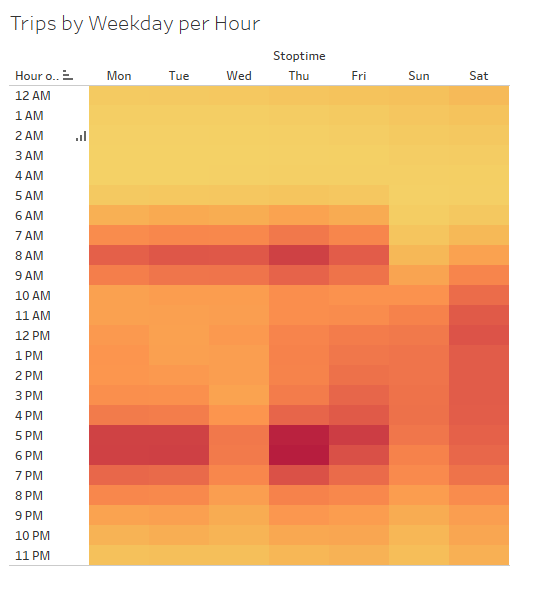 Trips by Weekday per Hour
Stoptime
Hour o.. Mon Tue Wed Thu Fri Sun Sat
12 AM
1 AM
2 AM
3 AM
4 AM
5 AM
6 AM
7 AM
8 AM
9 AM
10 AM
11 AM
12 PM
1 PM
2 PM
3 PM
4 PM
5 PM
6 PM
7 PM
8 PM
9 PM
10 PM
11 PM